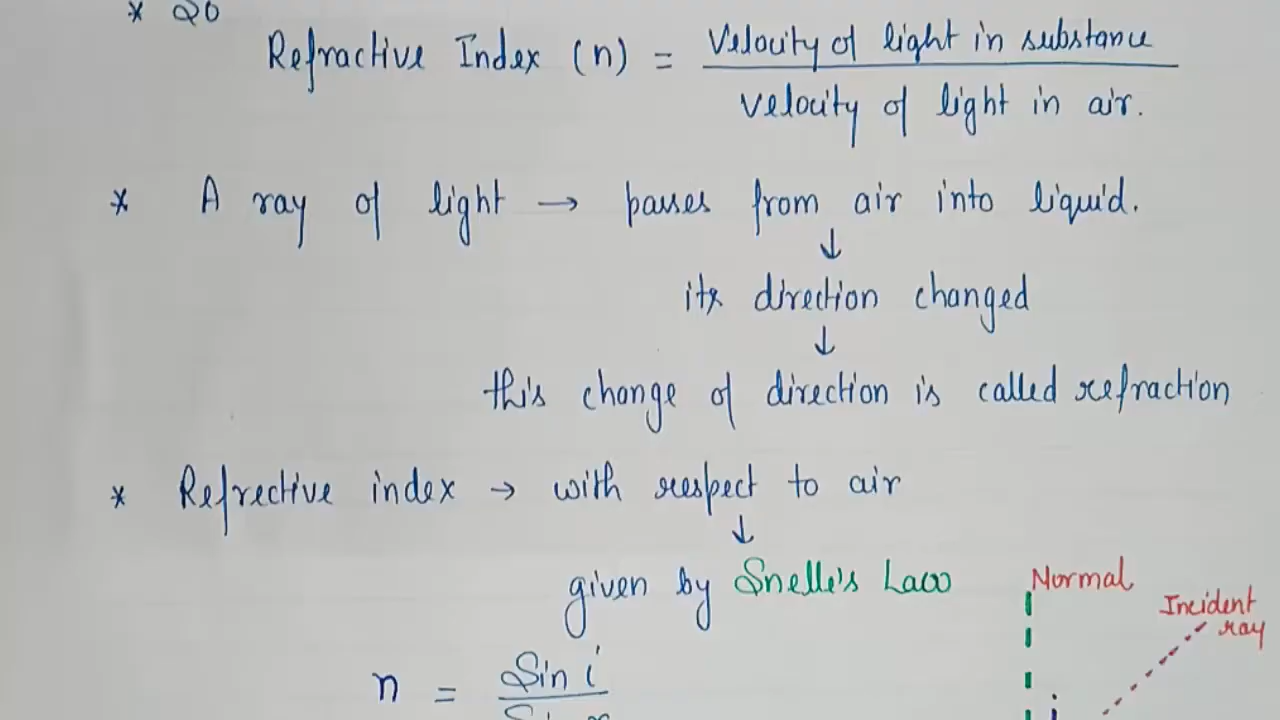 * So
Refractive Index (n) = Velocity of light in substance
velocity of light in air.
* A ray of light → passes from air into liquid.
↓
its direction changed
↓
this change of direction is called refraction
* Refrective index → with respect to air
↓
given by Snelle's Law
Normal
Incident
ray
n = Sin i
i